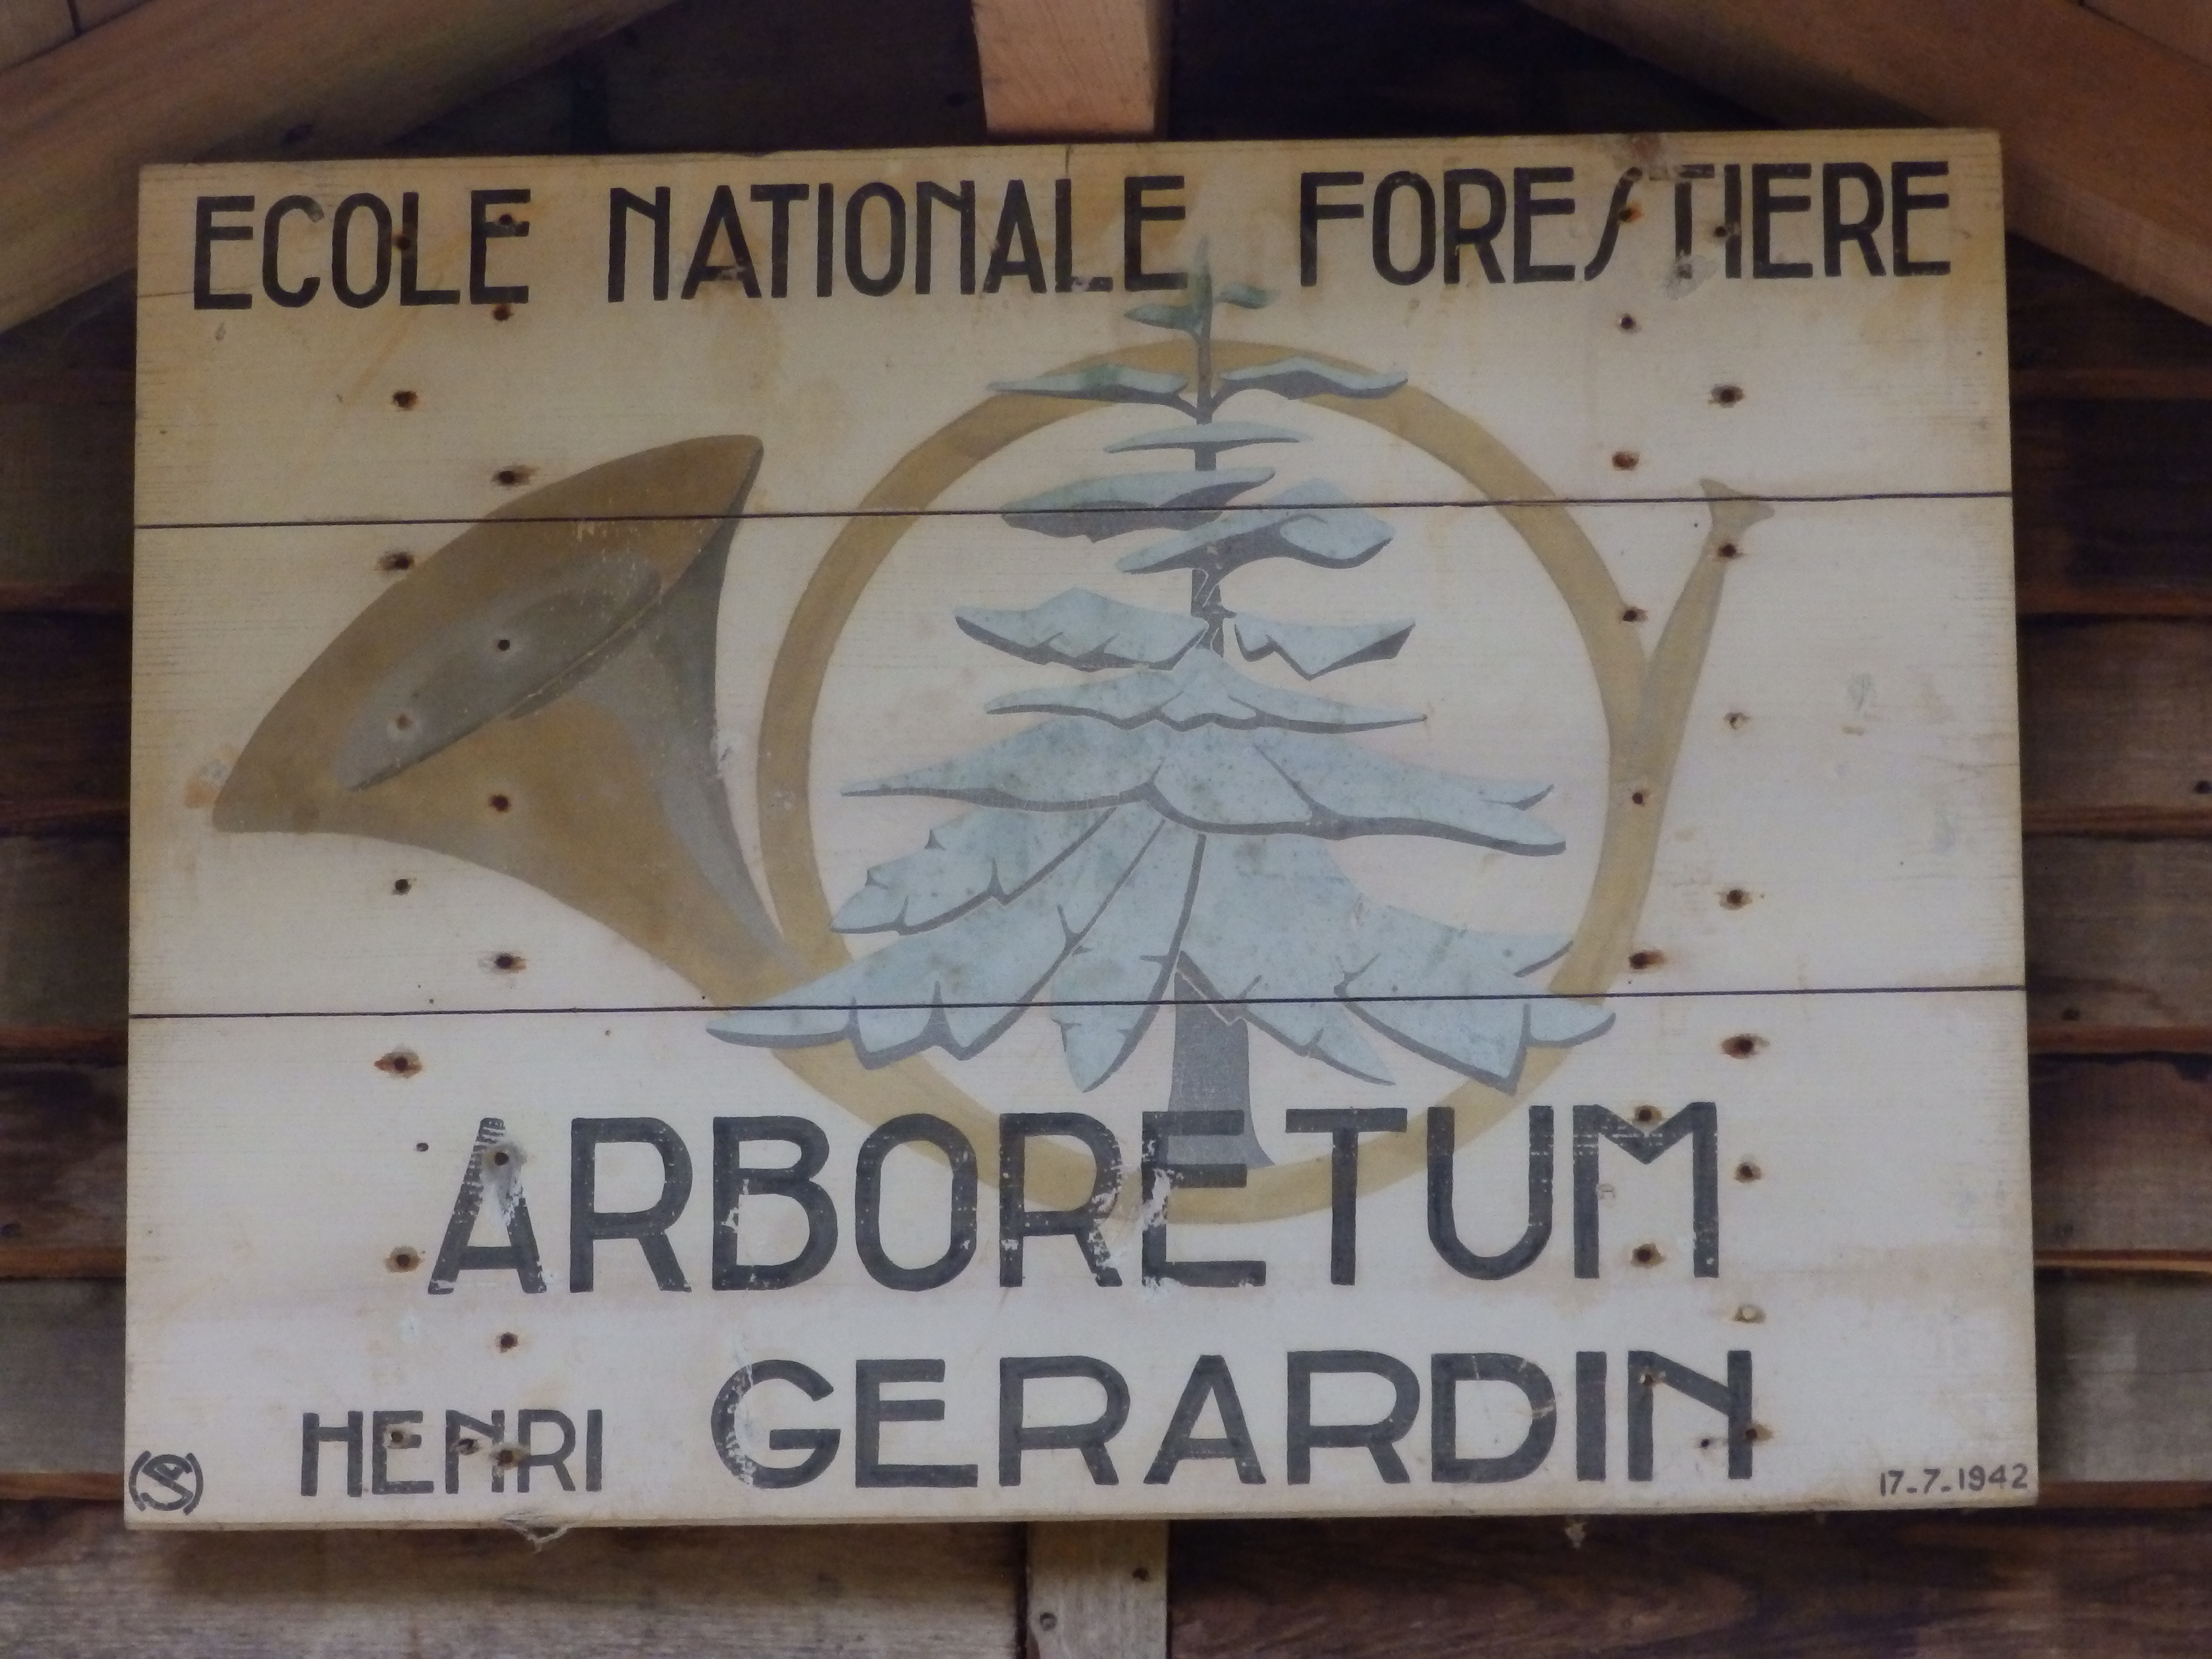 ECOLE NATIONALE FORESTIERE
ARBORETUM
HENRI GERARDIN
17-7-1942